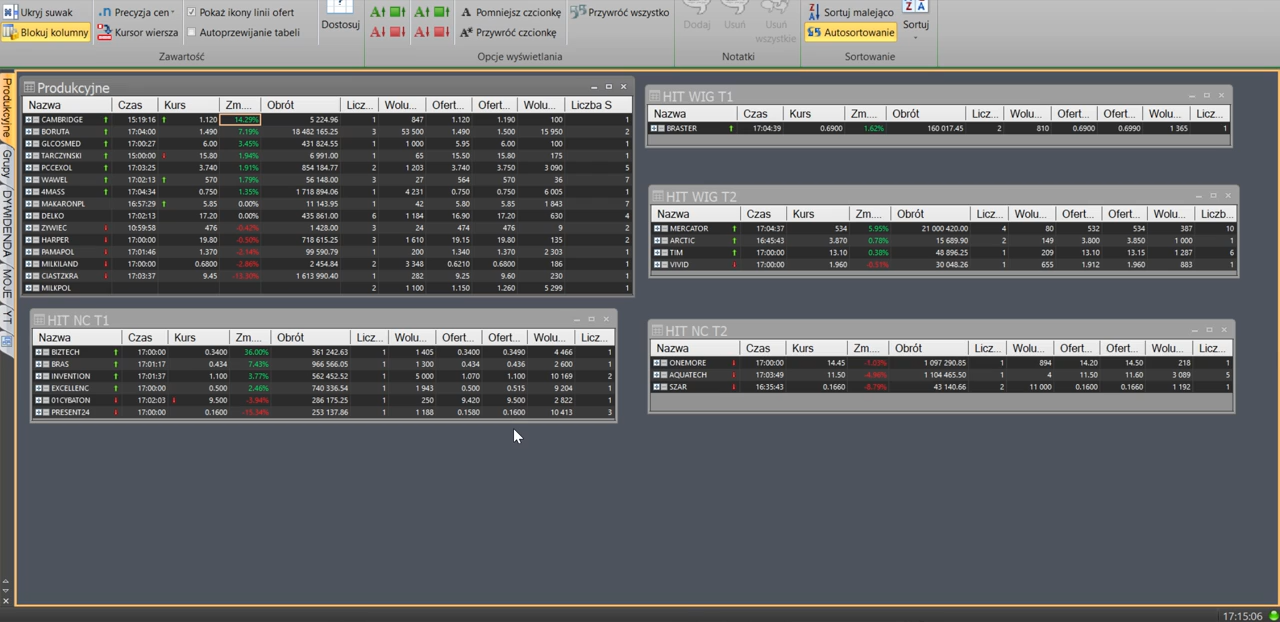 Ukryj suwak
Blokuj kolumny
Precyzja cen
Kursor wiersza
Pokaż ikony linii ofert
Autoprzewijanie tabeli
Zawartość
Dostosuj
Pomniejsz czcionkę
Przywróć czcionkę
Przywróć wszystko
Opcje wyświetlania
Dodaj
Usuń
Usuń wszystkie
Notatki
Sortuj malejąco
Autosortowanie
Sortuj
Sortowanie
Produkcyjne
Grupy
DYWIDENDA
MOJE
YT
Produkcyjne
Nazwa Czas Kurs Zm.... Obrót Licz... Wolu... Ofert... Ofert... Wolu... Liczba S
CAMBRIDGE 15:19:16 1.120 14.29% 5 224.96 1 847 1.120 1.190 100 1
BORUTA 17:04:00 1.490 7.19% 18 482 165.25 3 53 500 1.490 1.500 15 950 2
GLCOSMED 17:00:27 6.00 3.45% 431 824.55 1 1 000 5.95 6.00 100 1
TARCZYNSKI 15:00:00 15.80 1.94% 6 991.00 1 65 15.50 15.80 175 1
PCCEXOL 17:03:25 3.740 1.91% 854 184.77 2 1 203 3.740 3.750 3 090 5
WAWEL 17:02:13 570 1.79% 56 148.00 3 27 564 570 36 7
4MASS 17:04:34 0.750 1.35% 1 718 894.06 1 4 231 0.750 0.750 6 005 1
MAKARONPL 16:57:29 5.85 0.00% 11 143.95 1 42 5.80 5.85 1 843 7
DELKO 17:02:13 17.20 0.00% 435 861.00 6 1 184 16.90 17.20 630 4
ZYWIEC 10:59:58 476 -0.42% 1 428.00 3 24 474 476 9 2
HARPER 17:00:00 19.80 -0.50% 718 615.25 3 1 610 19.15 19.80 135 2
PAMAPOL 17:01:46 1.370 -2.14% 99 590.79 1 200 1.340 1.370 2 303 1
MILKILAND 17:00:00 0.6800 -2.86% 2 454.84 2 3 348 0.6210 0.6800 186 1
CIASTZKRA 17:03:37 9.45 -13.30% 1 613 990.40 1 282 9.25 9.60 230 1
MILKPOL 2 1 100 1.150 1.260 5 299 1
HIT WIG T1
Nazwa Czas Kurs Zm.... Obrót Licz... Wolu... Ofert... Ofert... Wolu... Licz...
BRASTER 17:04:39 0.6900 1.62% 160 017.45 2 810 0.6900 0.6990 1 365 1
HIT WIG T2
Nazwa Czas Kurs Zm.... Obrót Licz... Wolu... Ofert... Ofert... Wolu... Liczb...
MERCATOR 17:04:37 534 5.95% 21 000 420.00 4 80 532 534 387 10
ARCTIC 16:45:43 3.870 0.78% 15 689.90 2 149 3.800 3.850 1 000 1
TIM 17:00:00 13.10 0.38% 48 896.25 1 209 13.10 13.15 1 287 6
VIVID 17:00:00 1.960 -0.51% 30 048.26 1 655 1.912 1.960 883 1
HIT NC T1
Nazwa Czas Kurs Zm.... Obrót Licz... Wolu... Ofert... Ofert... Wolu... Licz...
BIZTECH 17:00:00 0.3400 36.00% 361 242.63 1 1 405 0.3400 0.3490 4 466 1
BRAS 17:01:17 0.434 7.43% 966 566.05 1 1 300 0.434 0.436 2 600 1
INVENTION 17:01:37 1.100 3.77% 562 452.52 1 5 000 1.070 1.100 10 169 2
EXCELLENC 17:00:00 0.500 2.46% 740 336.54 1 1 943 0.500 0.515 9 204 1
01CYBATON 17:02:03 9.500 -3.94% 286 175.25 1 250 9.420 9.500 2 822 1
PRESENT24 17:00:00 0.1600 -15.34% 253 137.86 1 1 188 0.1580 0.1600 10 413 3
HIT NC T2
Nazwa Czas Kurs Zm.... Obrót Licz... Wolu... Ofert... Ofert... Wolu... Licz...
ONEMORE 17:00:00 14.45 -1.03% 1 097 290.85 1 894 14.20 14.50 218 1
AQUATECH 17:03:49 11.50 -4.96% 1 104 465.50 1 4 11.50 11.60 3 089 5
SZAR 16:35:43 0.1660 -8.79% 43 140.66 2 11 000 0.1060 0.1660 1 192 1
17:15:06